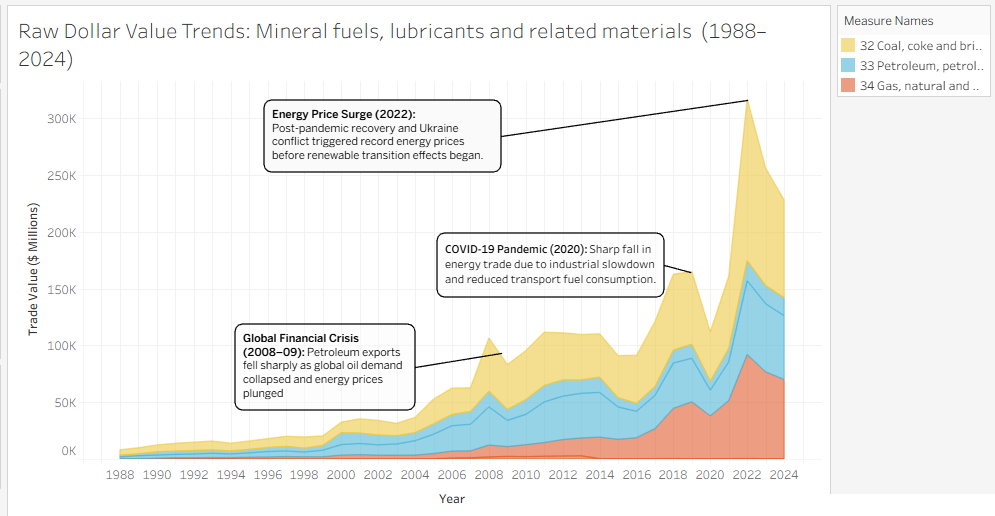 Raw Dollar Value Trends: Mineral fuels, lubricants and related materials (1988–
2024)
Measure Names
32 Coal, coke and bri..
33 Petroleum, petrol..
34 Gas, natural and ..
Energy Price Surge (2022):
Post-pandemic recovery and Ukraine
conflict triggered record energy prices
before renewable transition effects began.
COVID-19 Pandemic (2020): Sharp fall in
energy trade due to industrial slowdown
and reduced transport fuel consumption.
Global Financial Crisis
(2008–09): Petroleum exports
fell sharply as global oil demand
collapsed and energy prices
plunged
Trade Value ($ Millions)
300K
250K
200K
150K
100K
50K
0K
1988 1990 1992 1994 1996 1998 2000 2002 2004 2006 2008 2010 2012 2014 2016 2018 2020 2022 2024
Year